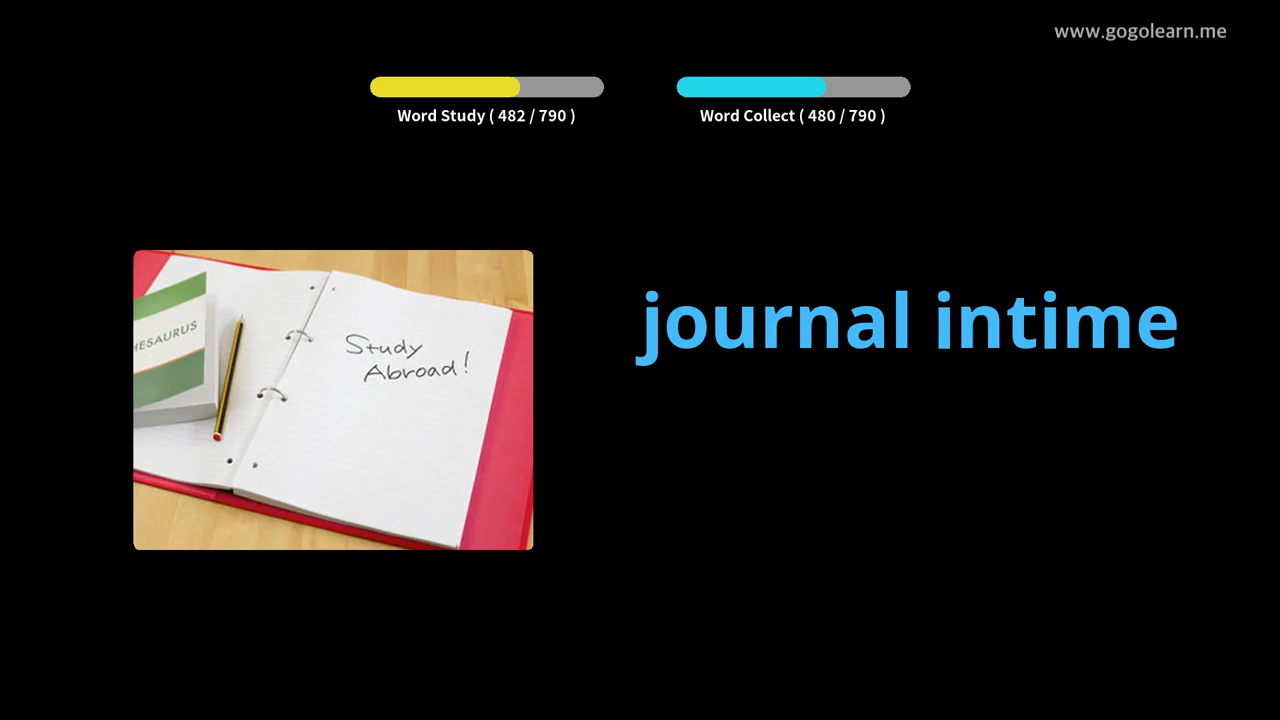 www.gogolearn.me
Word Study ( 482 / 790 )
Word Collect ( 480 / 790 )
journal intime
HESAURUS
Study
Abroad!